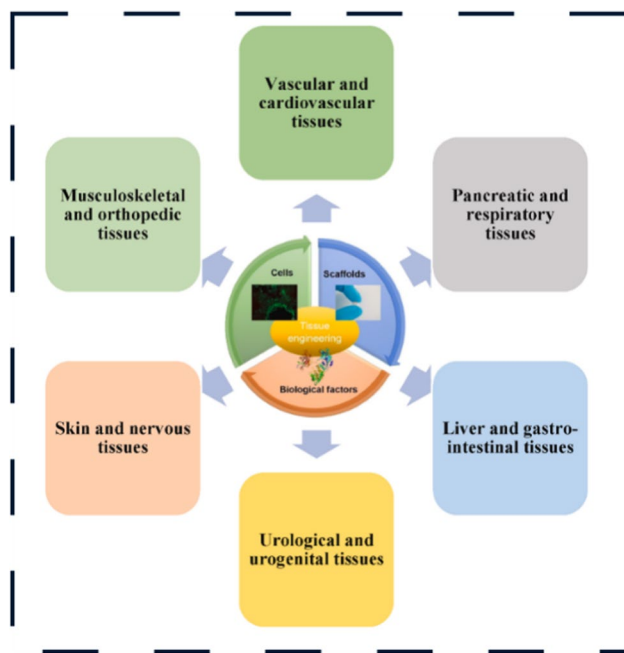 Vascular and
cardiovascular
tissues
Musculoskeletal
and orthopedic
tissues
Pancreatic and
respiratory
tissues
Cells
Scaffolds
Tissue
engineering
Biological factors
Skin and nervous
tissues
Liver and gastro-
intestinal tissues
Urological and
urogenital tissues